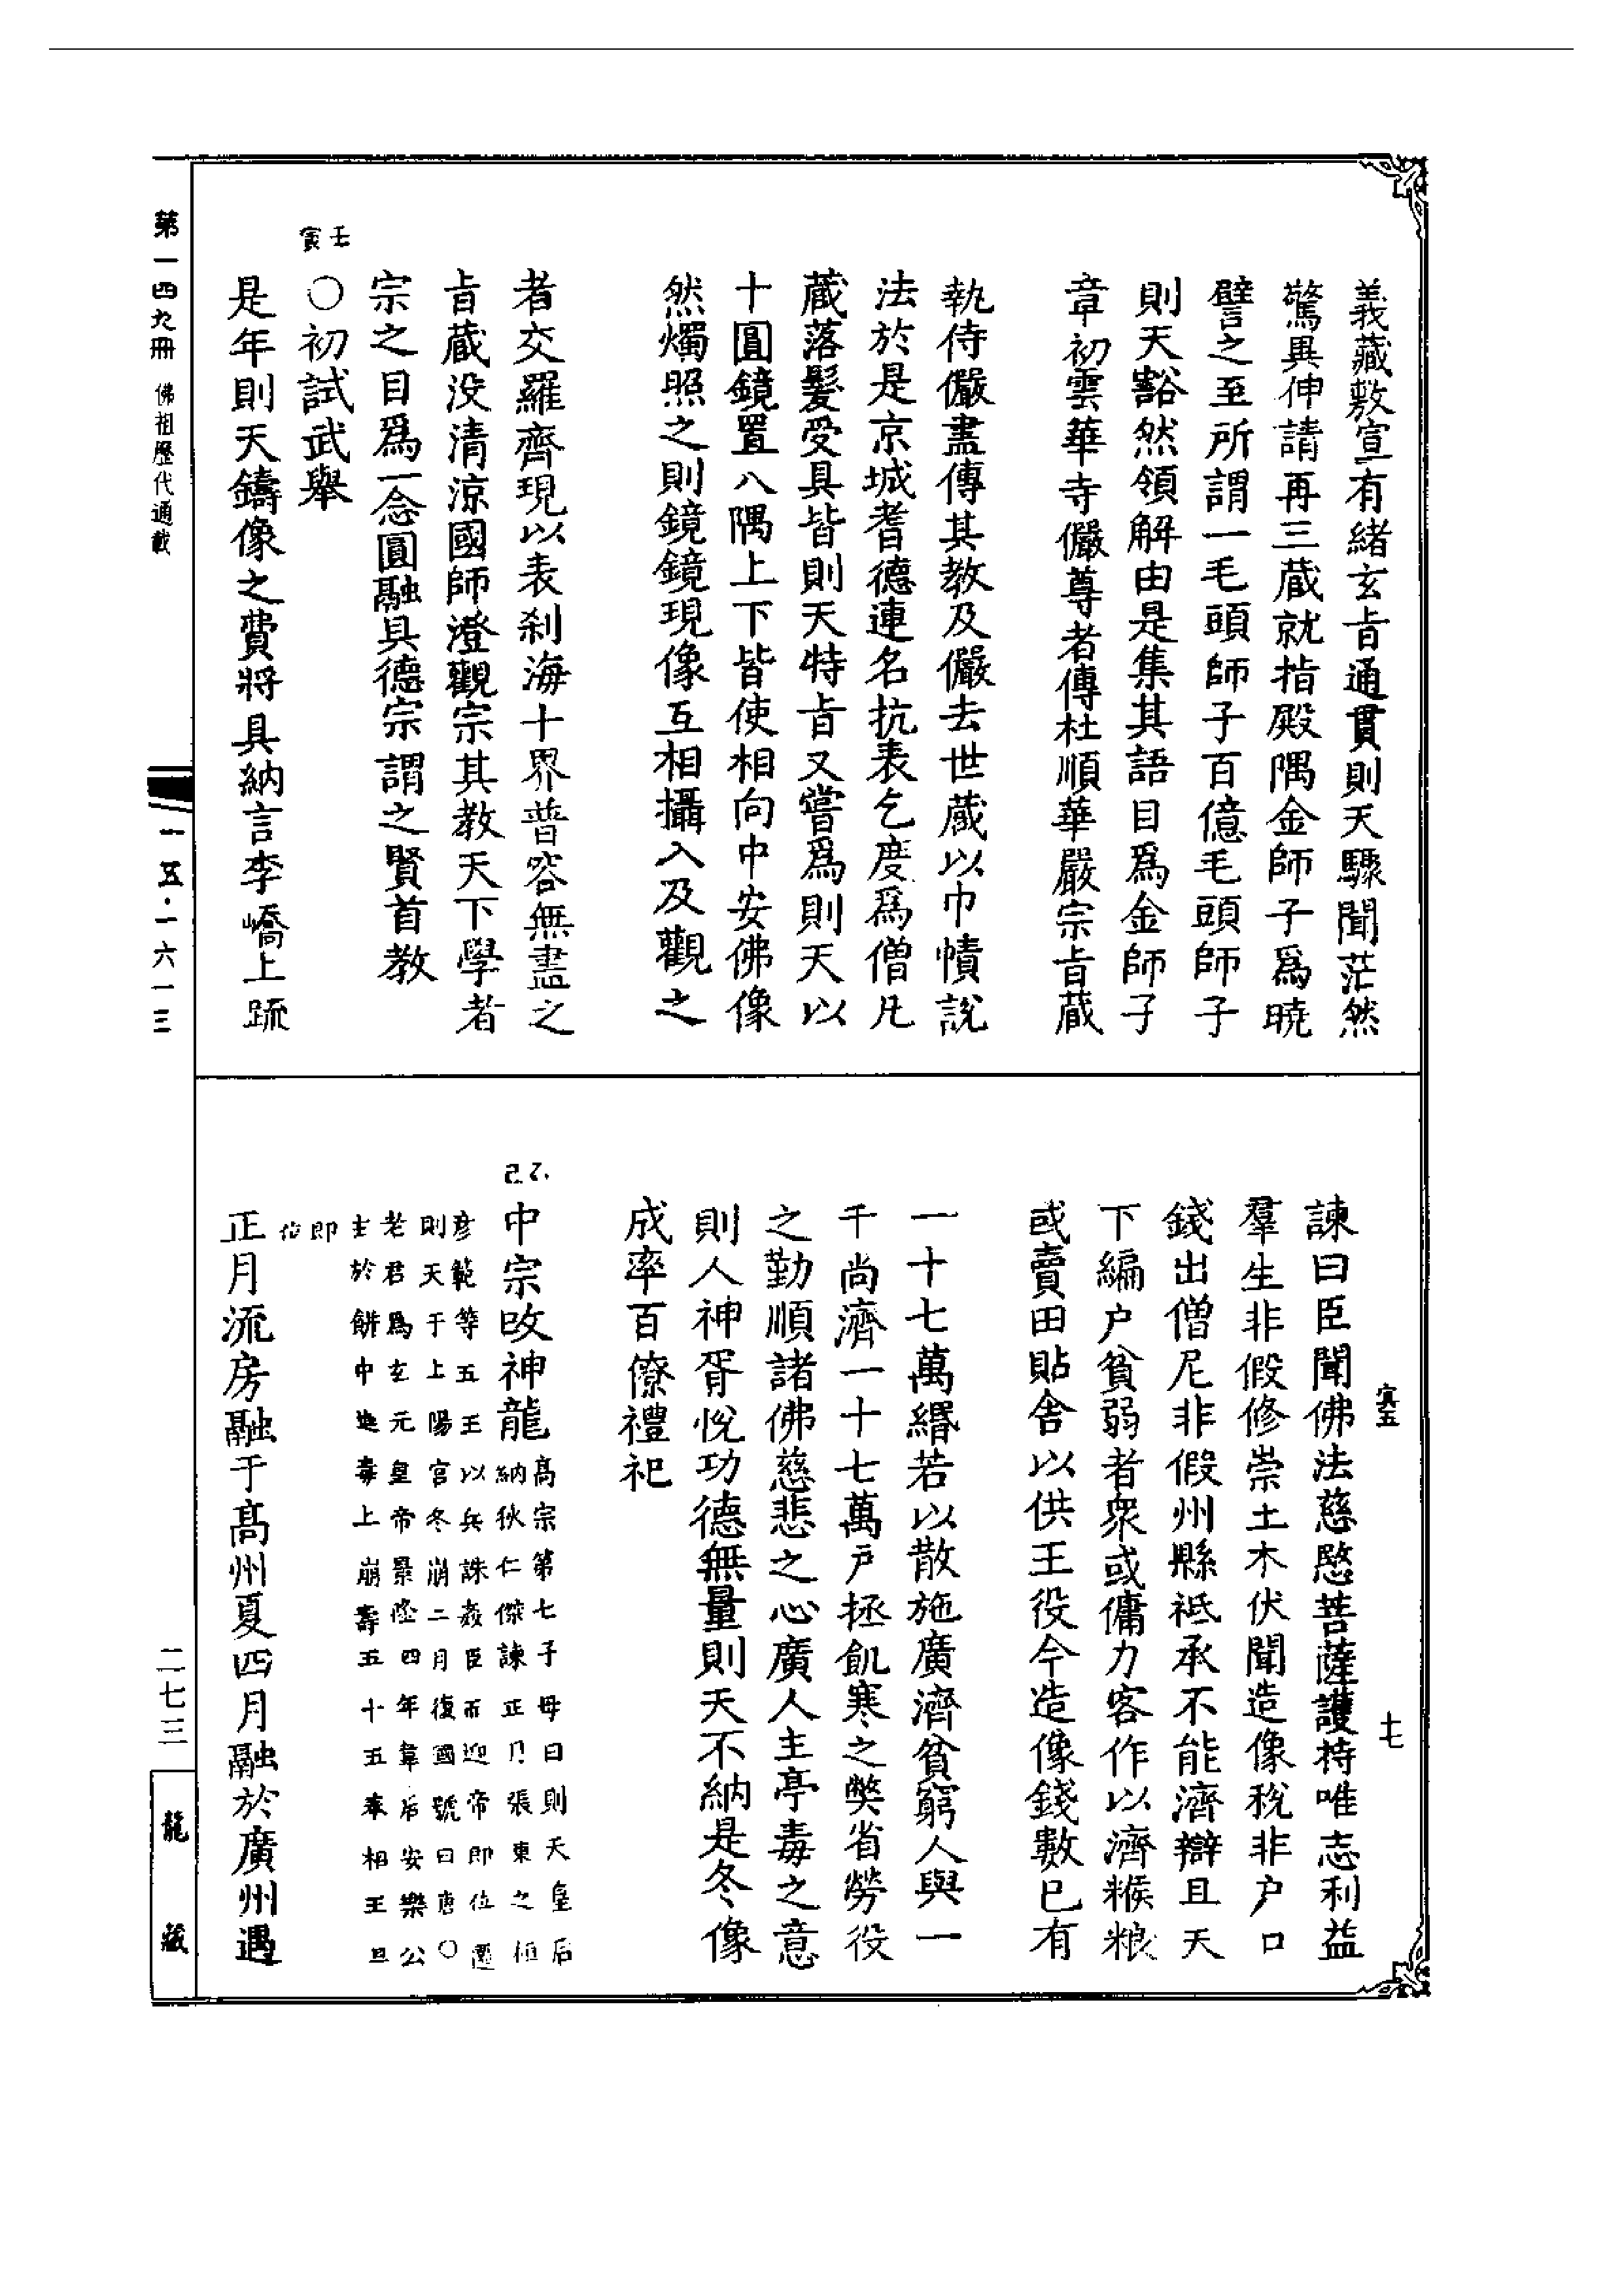 義藏敷宣有緒玄旨通貫則天驟聞茫然
驚異伸請再三蔵就指殿隅金師子爲曉
譬之至所謂一毛頭師子百億毛頭師子
則天豁然領解由是集其語目爲金師子
章初雲華寺儼尊者傳杜順華嚴宗旨蔵
執侍儼盡傳其教及儼去世蔵以巾幘說
法於是京城耆德連名抗表乞度爲僧凡
蔵落髮受具皆則天特旨又嘗爲則天以
十圓鏡置八隅上下皆使相向中安佛像
然燭照之則鏡鏡現像互相攝入及觀之
者交羅齊現以表刹海十界普容無盡之
旨蔵没清涼國師澄觀宗其教天下學者
宗之目爲一念圓融具德宗謂之賢首教
壬寅
○初試武舉
是年則天鑄像之費將具納言李嶠上疏
諫曰臣聞佛法慈愍菩薩護持唯志利益
羣生非假修崇土木伏聞造像稅非户口
錢出僧尼非假州縣祗承不能濟辯且天
下編户貧弱者衆或傭力客作以濟糇粮
或賣田貼舍以供王役今造像錢數已有
一十七萬緡若以散施廣濟貧窮人與一
千尚濟一十七萬户拯飢寒之弊省勞役
之勤順諸佛慈悲之心廣人主亭毒之意
則人神胥悅功德無量則天不納是冬像
成率百僚禮祀
乙巳
中宗改神龍
高宗第七子母曰則天皇后
納狄仁傑諫正乃張東之桓
彦範等五王以兵誅姦臣而迎帝即位遷
則天于上陽宫冬崩二月復國號曰唐○
老君爲玄元皇帝景隆四年韋后安樂公
主於餅中進毒上崩壽五十五奉相王旦
即
位
正月流房融于髙州夏四月融於廣州遇
寅五
十七
第一四九冊
佛祖歷代通載
一一五·一六一三
二七三
龍藏